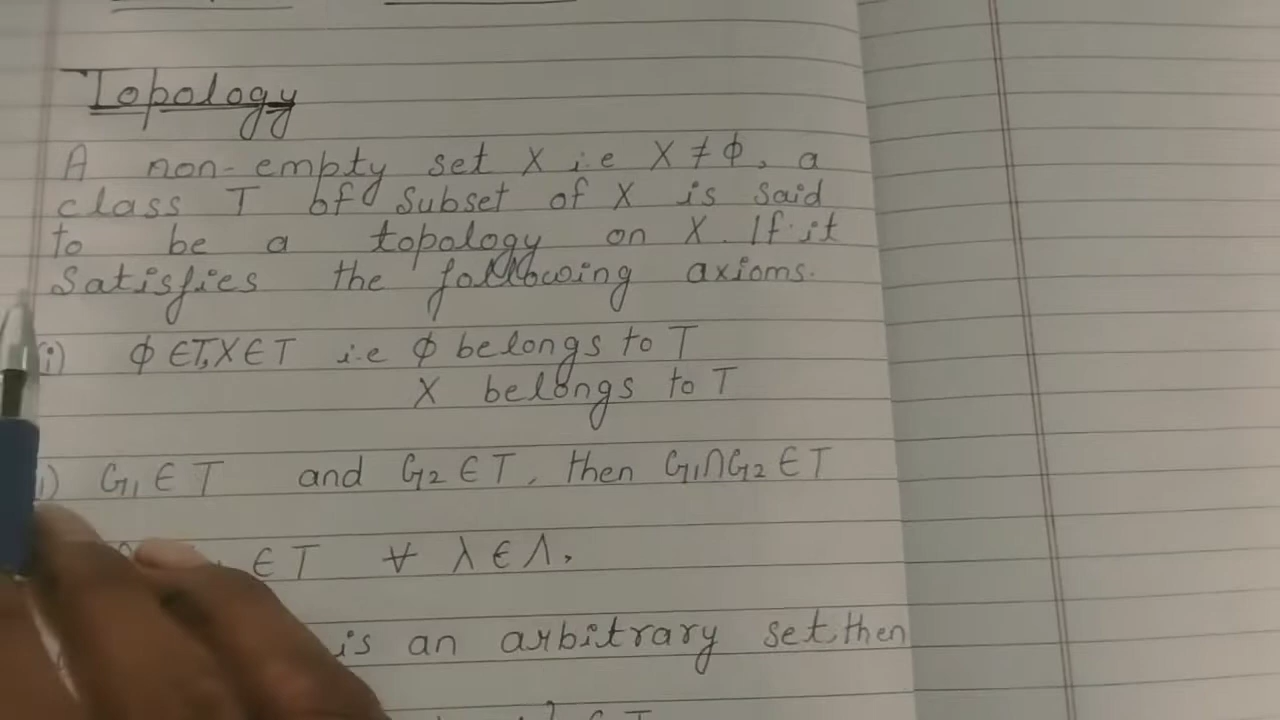 Topology
A non-empty set X i.e X ≠ ϕ, a
class T of Subset of X is said
to be a topology on X. If it
Satisfies the following axioms.
(i) ϕ ∈ T, X ∈ T i.e ϕ belongs to T
X belongs to T
i) G₁ ∈ T and G₂ ∈ T, then G₁∩G₂ ∈ T
∈ T ∀ λ ∈ Λ,
is an arbitrary set, then